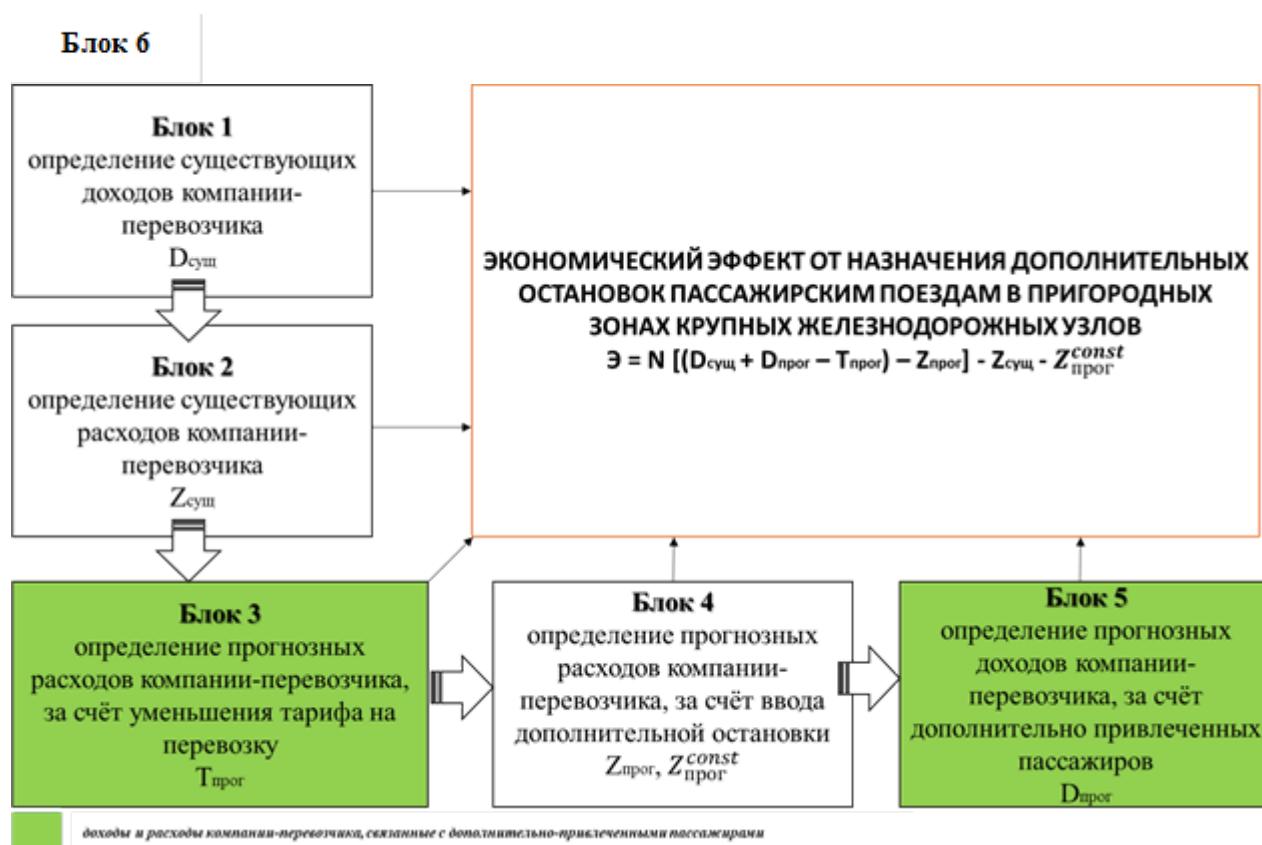 Блок 6
Блок 1
определение существующих
доходов компании-
перевозчика
Dсущ
Блок 2
определение существующих
расходов компании-
перевозчика
Zсущ
ЭКОНОМИЧЕСКИЙ ЭФФЕКТ ОТ НАЗНАЧЕНИЯ ДОПОЛНИТЕЛЬНЫХ
ОСТАНОВОК ПАССАЖИРСКИМ ПОЕЗДАМ В ПРИГОРОДНЫХ
ЗОНАХ КРУПНЫХ ЖЕЛЕЗНОДОРОЖНЫХ УЗЛОВ
Э = N [(Dсущ + Dпрог – Tпрог) – Zпрог] - Zсущ - Zпрог^const
Блок 3
определение прогнозных
расходов компании-перевозчика,
за счёт уменьшения тарифа на
перевозку
Tпрог
Блок 4
определение прогнозных
расходов компании-
перевозчика, за счёт ввода
дополнительной остановки
Zпрог, Zпрог^const
Блок 5
определение прогнозных
доходов компании-
перевозчика, за счёт
дополнительно привлеченных
пассажиров
Dпрог
доходы и расходы компании-перевозчика, связанные с дополнительно-привлеченными пассажирами